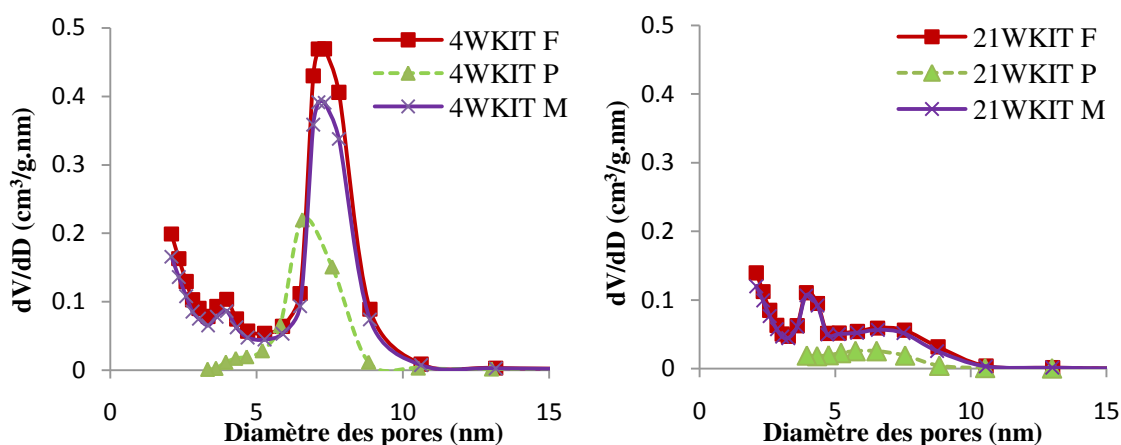 dV/dD (cm³/g.nm)
0.5
0.4
0.3
0.2
0.1
0
4WKIT F
4WKIT P
4WKIT M
0 5 10 15
Diamètre des pores (nm)
dV/dD (cm³/g.nm)
0.5
0.4
0.3
0.2
0.1
0
21WKIT F
21WKIT P
21WKIT M
0 5 10 15
Diamètre des pores (nm)